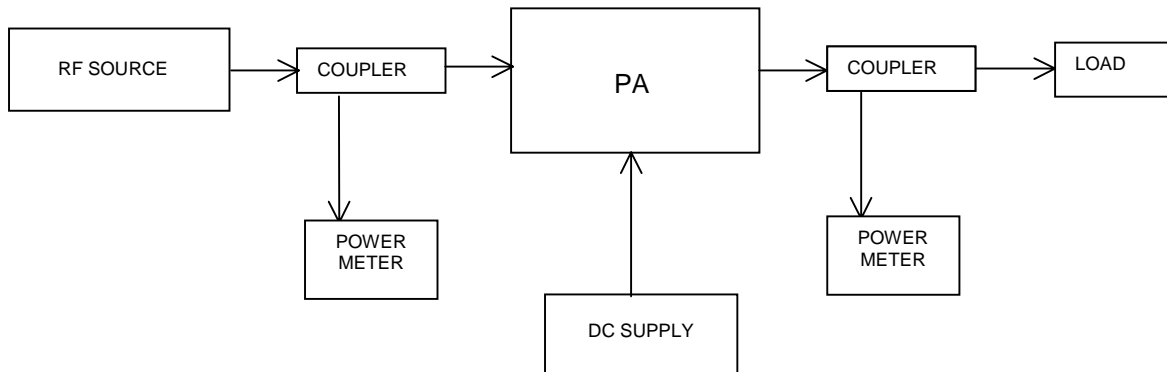 RF SOURCE
COUPLER
PA
COUPLER
LOAD
POWER
METER
POWER
METER
DC SUPPLY